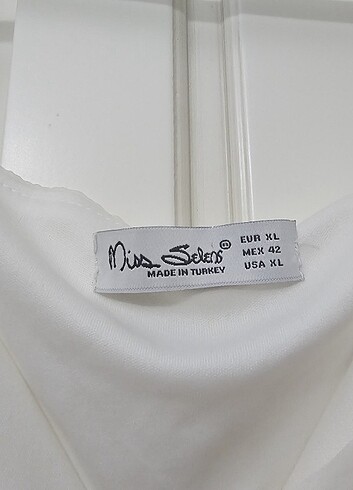 Miss Selens®
MADE IN TURKEY
EUR XL
MEX 42
USA XL